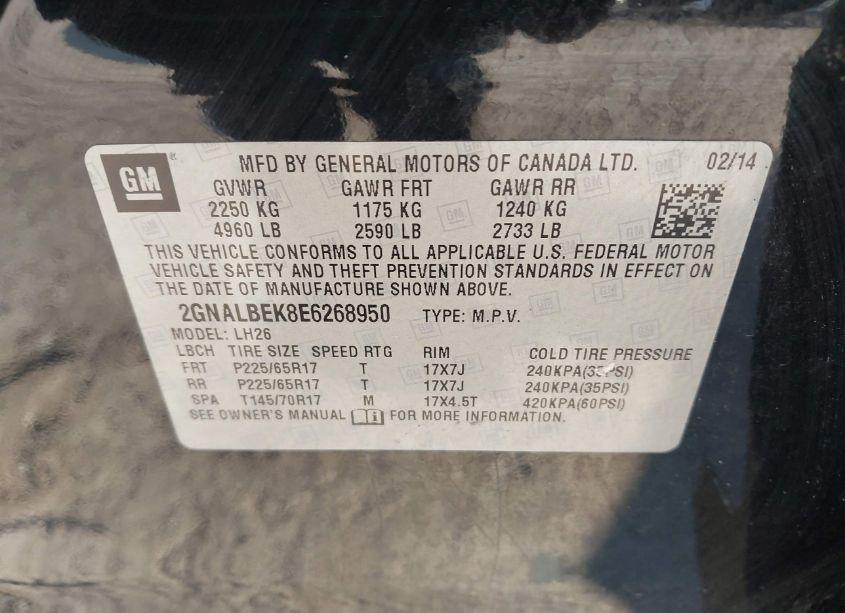 GM MFD BY GENERAL MOTORS OF CANADA LTD. 02/14
GVWR GAWR FRT GAWR RR
2250 KG 1175 KG 1240 KG
4960 LB 2590 LB 2733 LB
THIS VEHICLE CONFORMS TO ALL APPLICABLE U.S. FEDERAL MOTOR
VEHICLE SAFETY AND THEFT PREVENTION STANDARDS IN EFFECT ON
THE DATE OF MANUFACTURE SHOWN ABOVE.
2GNALBEK8E6268950 TYPE: M.P.V.
MODEL: LH26
LBCH TIRE SIZE SPEED RTG RIM COLD TIRE PRESSURE
FRT P225/65R17 T 17X7J 240KPA(35PSI)
RR P225/65R17 T 17X7J 240KPA(35PSI)
SPA T145/70R17 M 17X4.5T 420KPA(60PSI)
SEE OWNER'S MANUAL FOR MORE INFORMATION.